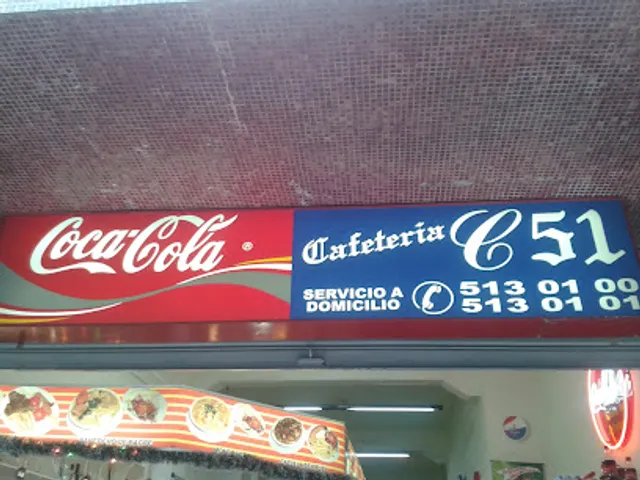 Coca-Cola ®
Cafeteria C 51
SERVICIO A
DOMICILIO
513 01 00
513 01 01